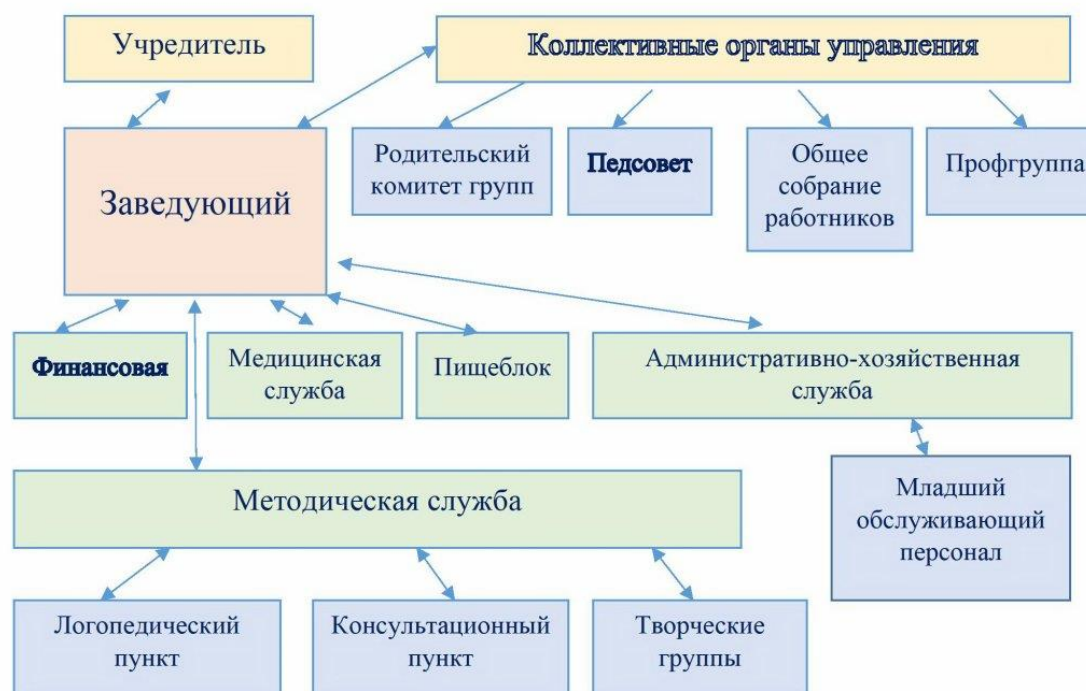 Учредитель
Коллективные органы управления
Заведующий
Родительский
комитет групп
Педсовет
Общее
собрание
работников
Профгруппа
Финансовая
Медицинская
служба
Пищеблок
Административно-хозяйственная
служба
Методическая служба
Младший
обслуживающий
персонал
Логопедический
пункт
Консультационный
пункт
Творческие
группы